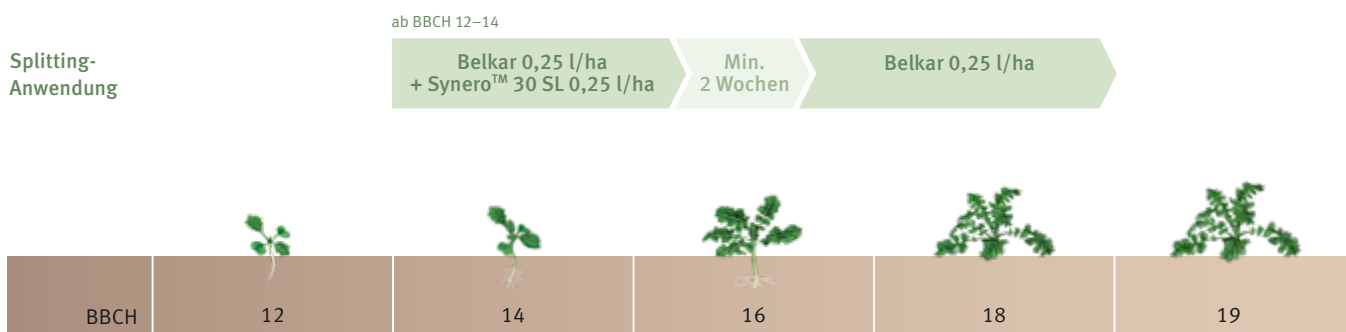 ab BBCH 12–14
Splitting-
Anwendung
Belkar 0,25 l/ha
+ Synero™ 30 SL 0,25 l/ha
Min.
2 Wochen
Belkar 0,25 l/ha
BBCH 12 14 16 18 19